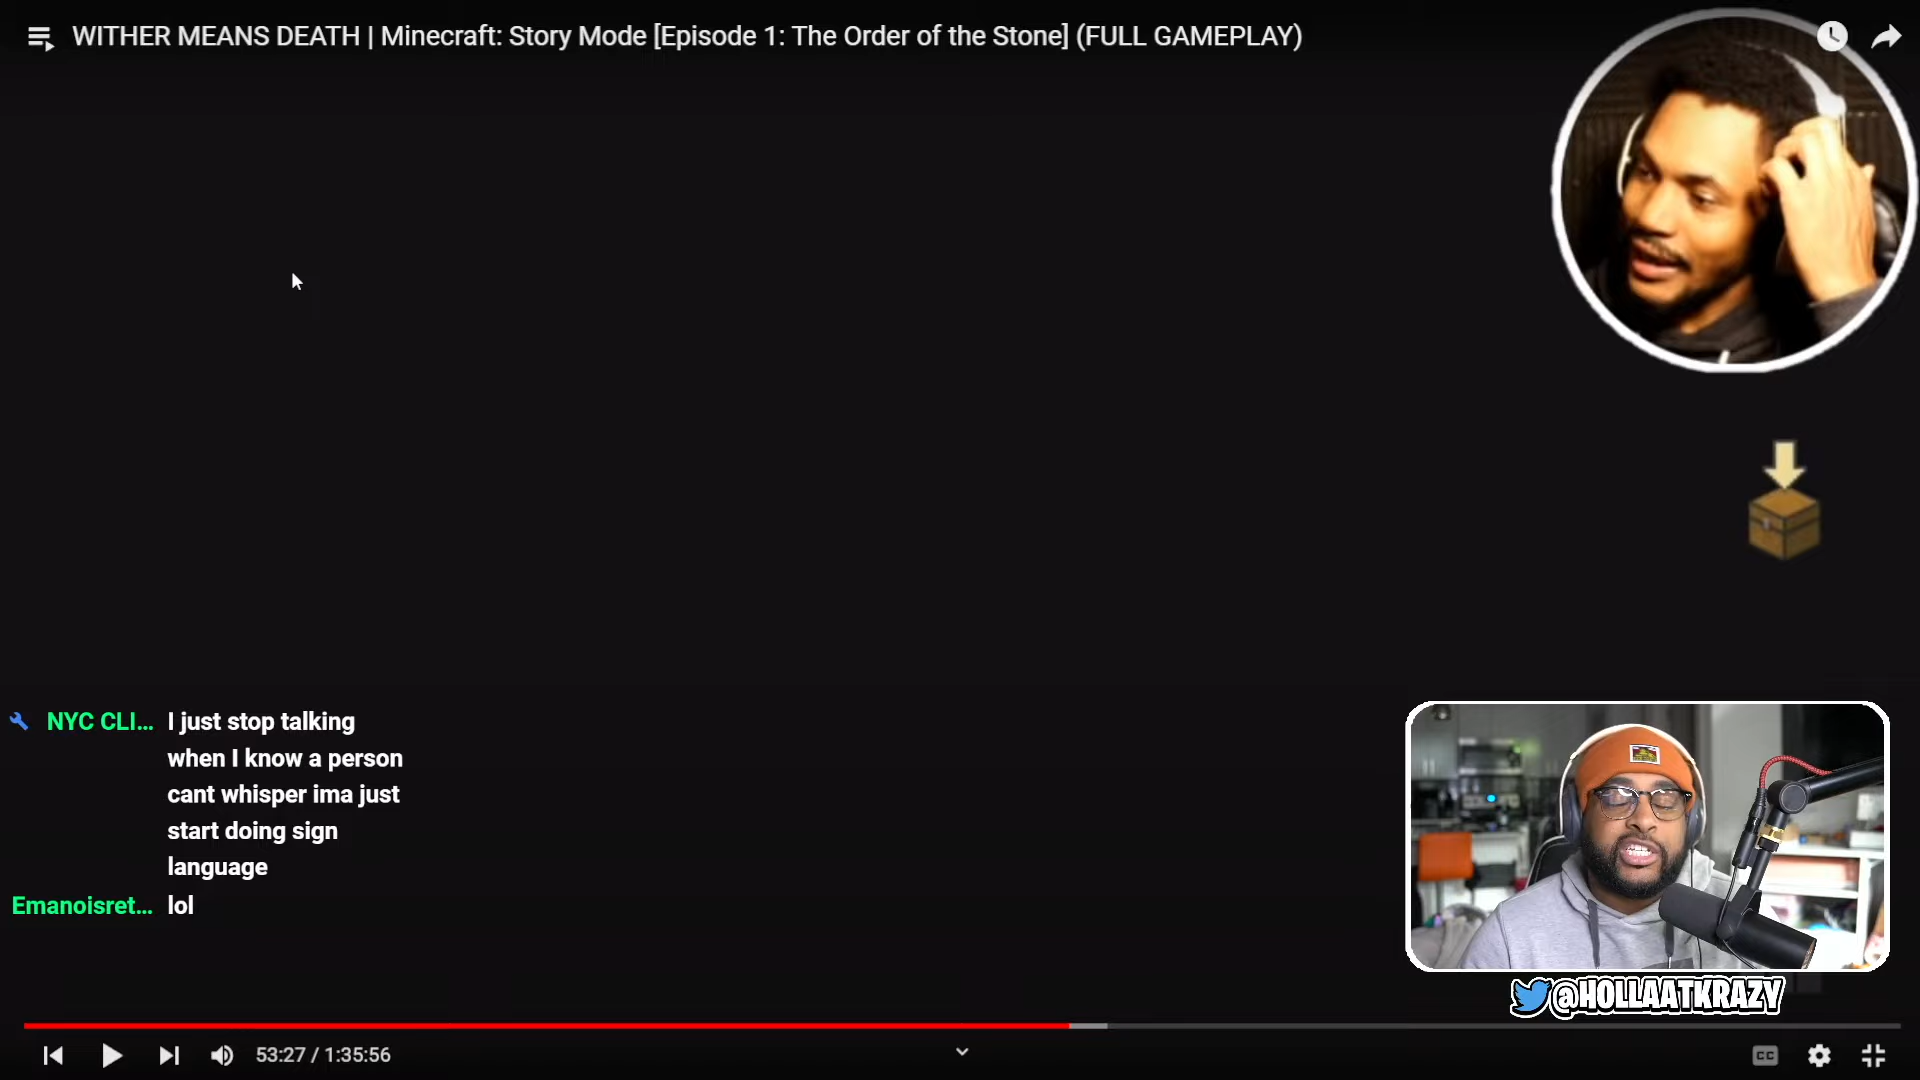 WITHER MEANS DEATH | Minecraft: Story Mode [Episode 1: The Order of the Stone] (FULL GAMEPLAY)
NYC CLI... I just stop talking
when I know a person
cant whisper ima just
start doing sign
language
Emanoisret... lol
@HOLLAATKRAZY
53:27 / 1:35:56
CC